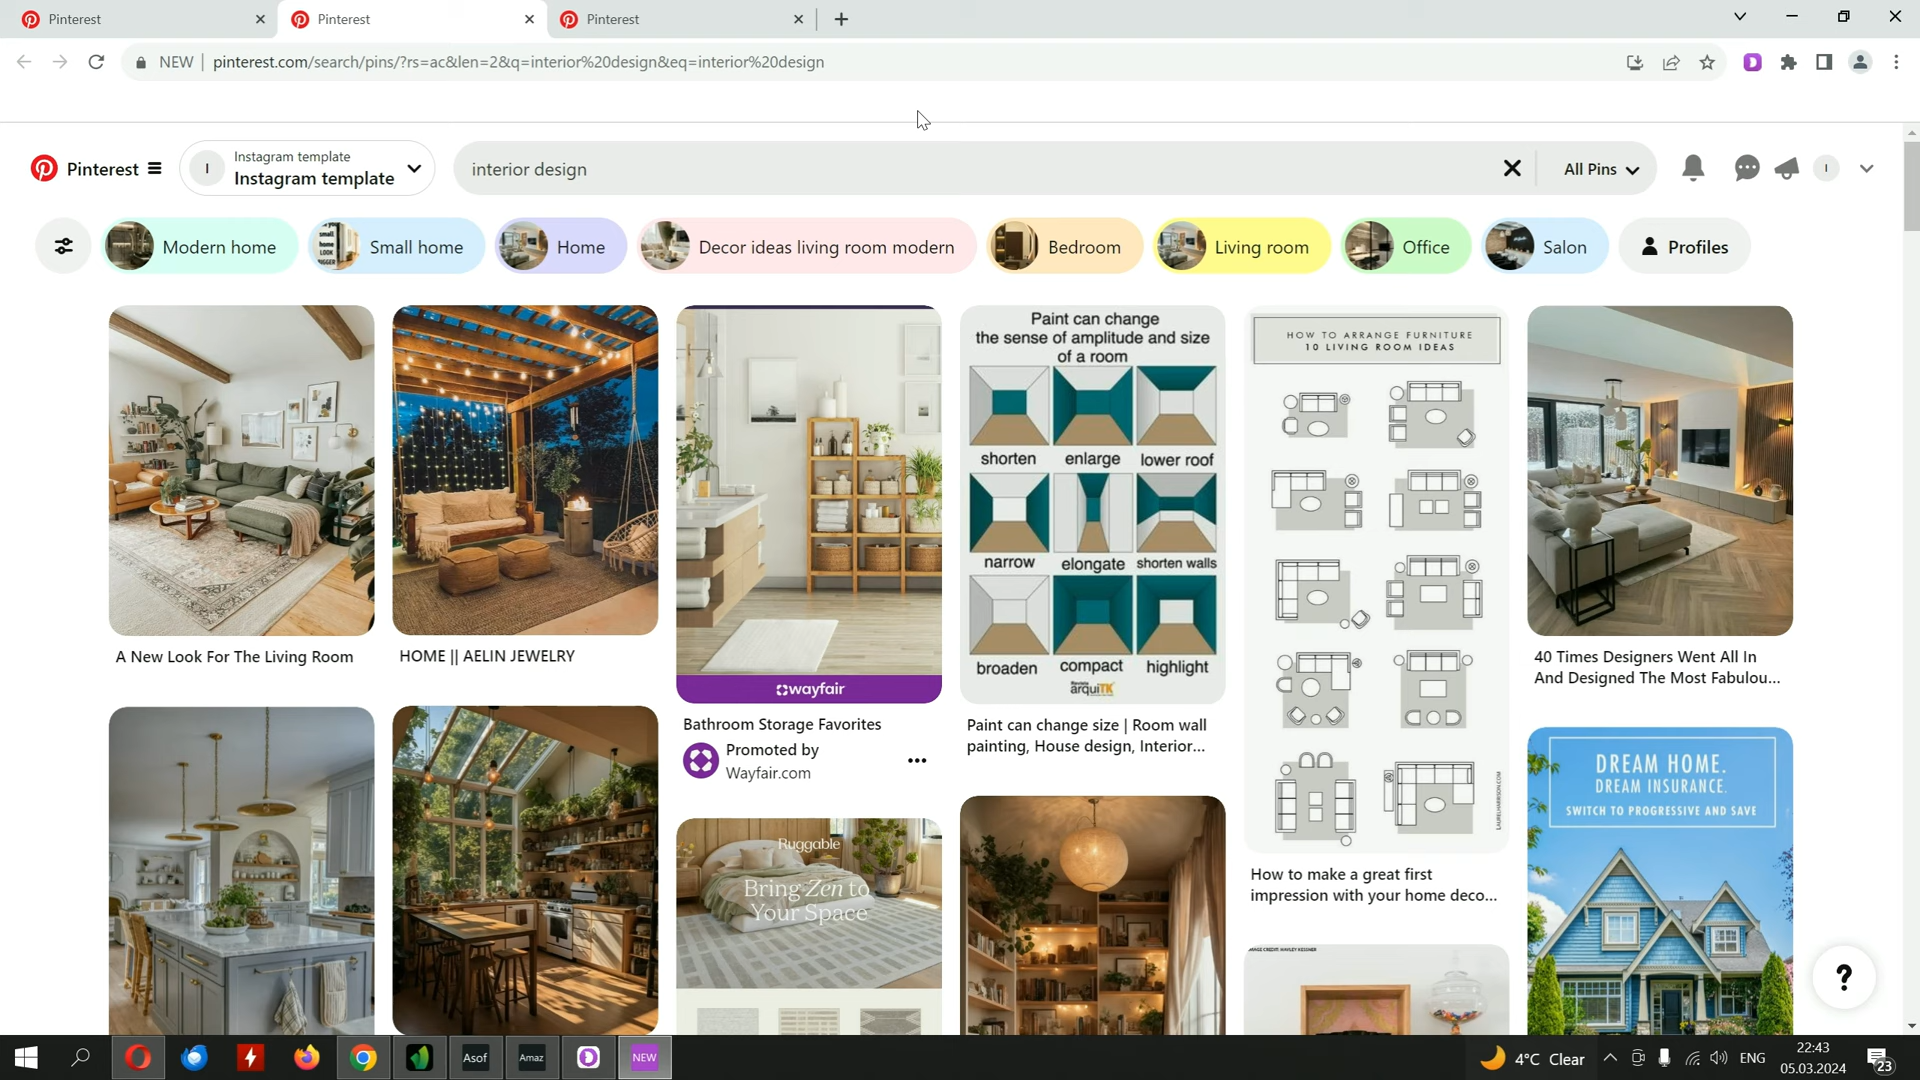 Pinterest
Pinterest
Pinterest
NEW
pinterest.com/search/pins/?rs=ac&len=2&q=interior%20design&eq=interior%20design
Pinterest
I
Instagram template
Instagram template
interior design
All Pins
I
Modern home
Small home
Home
Decor ideas living room modern
Bedroom
Living room
Office
Salon
Profiles
A New Look For The Living Room
HOME || AELIN JEWELRY
wayfair
Bathroom Storage Favorites
Promoted by
Wayfair.com
Paint can change
the sense of amplitude and size
of a room
shorten
enlarge
lower roof
narrow
elongate
shorten walls
broaden
compact
highlight
arquiTK
Paint can change size | Room wall
painting, House design, Interior...
HOW TO ARRANGE FURNITURE
10 LIVING ROOM IDEAS
LAURELHARRISON.COM
How to make a great first
impression with your home deco...
40 Times Designers Went All In
And Designed The Most Fabulou...
Ruggable
Bring Zen to
Your Space
IMAGE CREDIT: HAYLEY KESSNER
DREAM HOME.
DREAM INSURANCE.
SWITCH TO PROGRESSIVE AND SAVE
?
Asof
Amaz
NEW
4°C Clear
ENG
22:43
05.03.2024
23